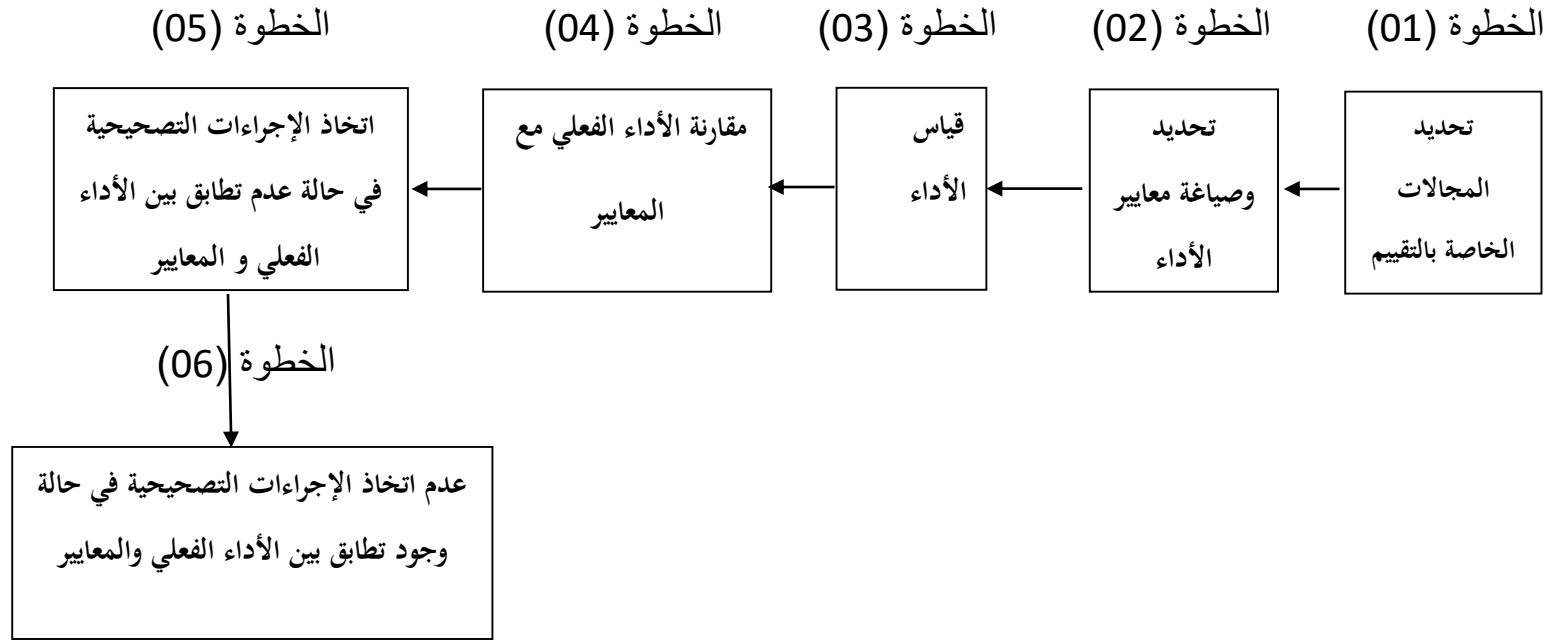 الخطوة (01)
الخطوة (02)
الخطوة (03)
الخطوة (04)
الخطوة (05)
تحديد
المجالات
الخاصة بالتقييم
تحديد
وصياغة معايير
الأداء
قياس
الأداء
مقارنة الأداء الفعلي مع
المعايير
اتخاذ الإجراءات التصحيحية
في حالة عدم تطابق بين الأداء
الفعلي و المعايير
الخطوة (06)
عدم اتخاذ الإجراءات التصحيحية في حالة
وجود تطابق بين الأداء الفعلي والمعايير